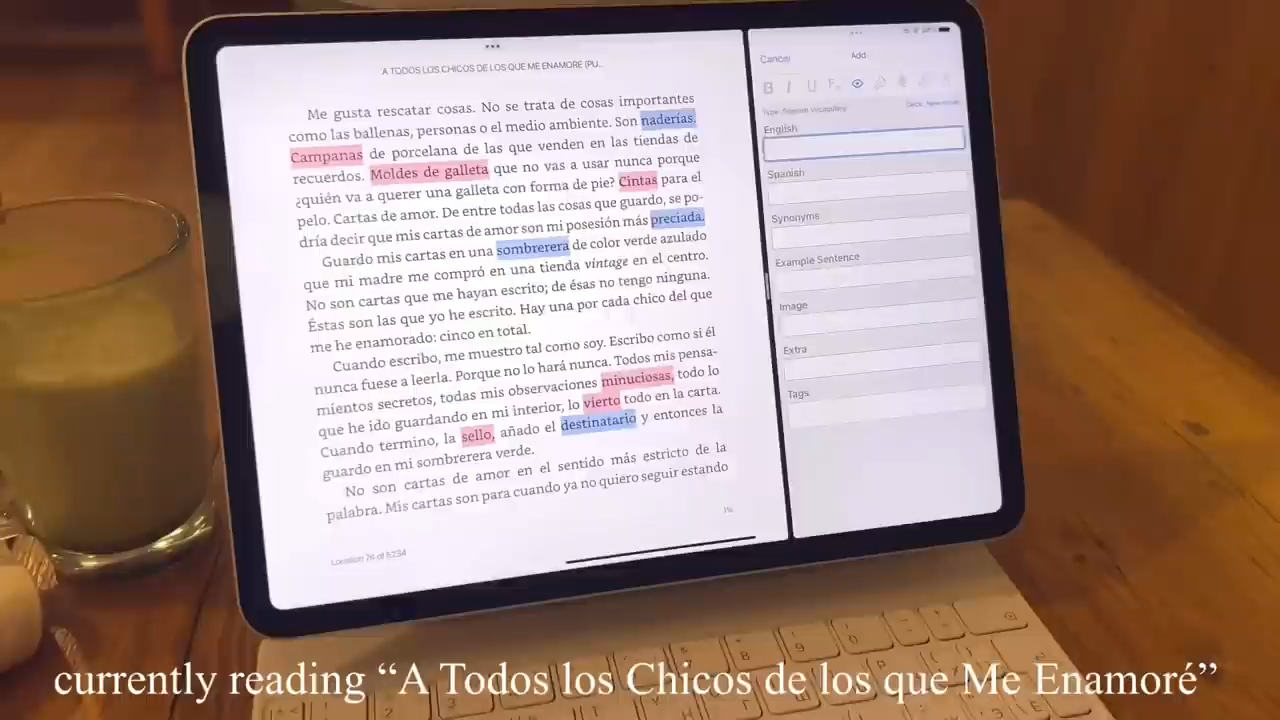 A TODOS LOS CHICOS DE LOS QUE ME ENAMORE (PU...
Me gusta rescatar cosas. No se trata de cosas importantes
como las ballenas, personas o el medio ambiente. Son naderías.
Campanas de porcelana de las que venden en las tiendas de
recuerdos. Moldes de galleta que no vas a usar nunca porque
¿quién va a querer una galleta con forma de pie? Cintas para el
pelo. Cartas de amor. De entre todas las cosas que guardo, se po-
dría decir que mis cartas de amor son mi posesión más preciada.
Guardo mis cartas en una sombrerera de color verde azulado
que mi madre me compró en una tienda vintage en el centro.
No son cartas que me hayan escrito; de ésas no tengo ninguna.
Éstas son las que yo he escrito. Hay una por cada chico del que
me he enamorado: cinco en total.
Cuando escribo, me muestro tal como soy. Escribo como si él
nunca fuese a leerla. Porque no lo hará nunca. Todos mis pensa-
mientos secretos, todas mis observaciones minuciosas, todo lo
que he ido guardando en mi interior, lo vierto todo en la carta.
Cuando termino, la sello, añado el destinatario y entonces la
guardo en mi sombrerera verde.
No son cartas de amor en el sentido más estricto de la
palabra. Mis cartas son para cuando ya no quiero seguir estando
1%
Location 76 of 5234
Cancel Add
B I U
Type: Spanish Vocabulary
English
Spanish
Synonyms
Example Sentence
Image
Extra
Tags
currently reading “A Todos los Chicos de los que Me Enamoré”